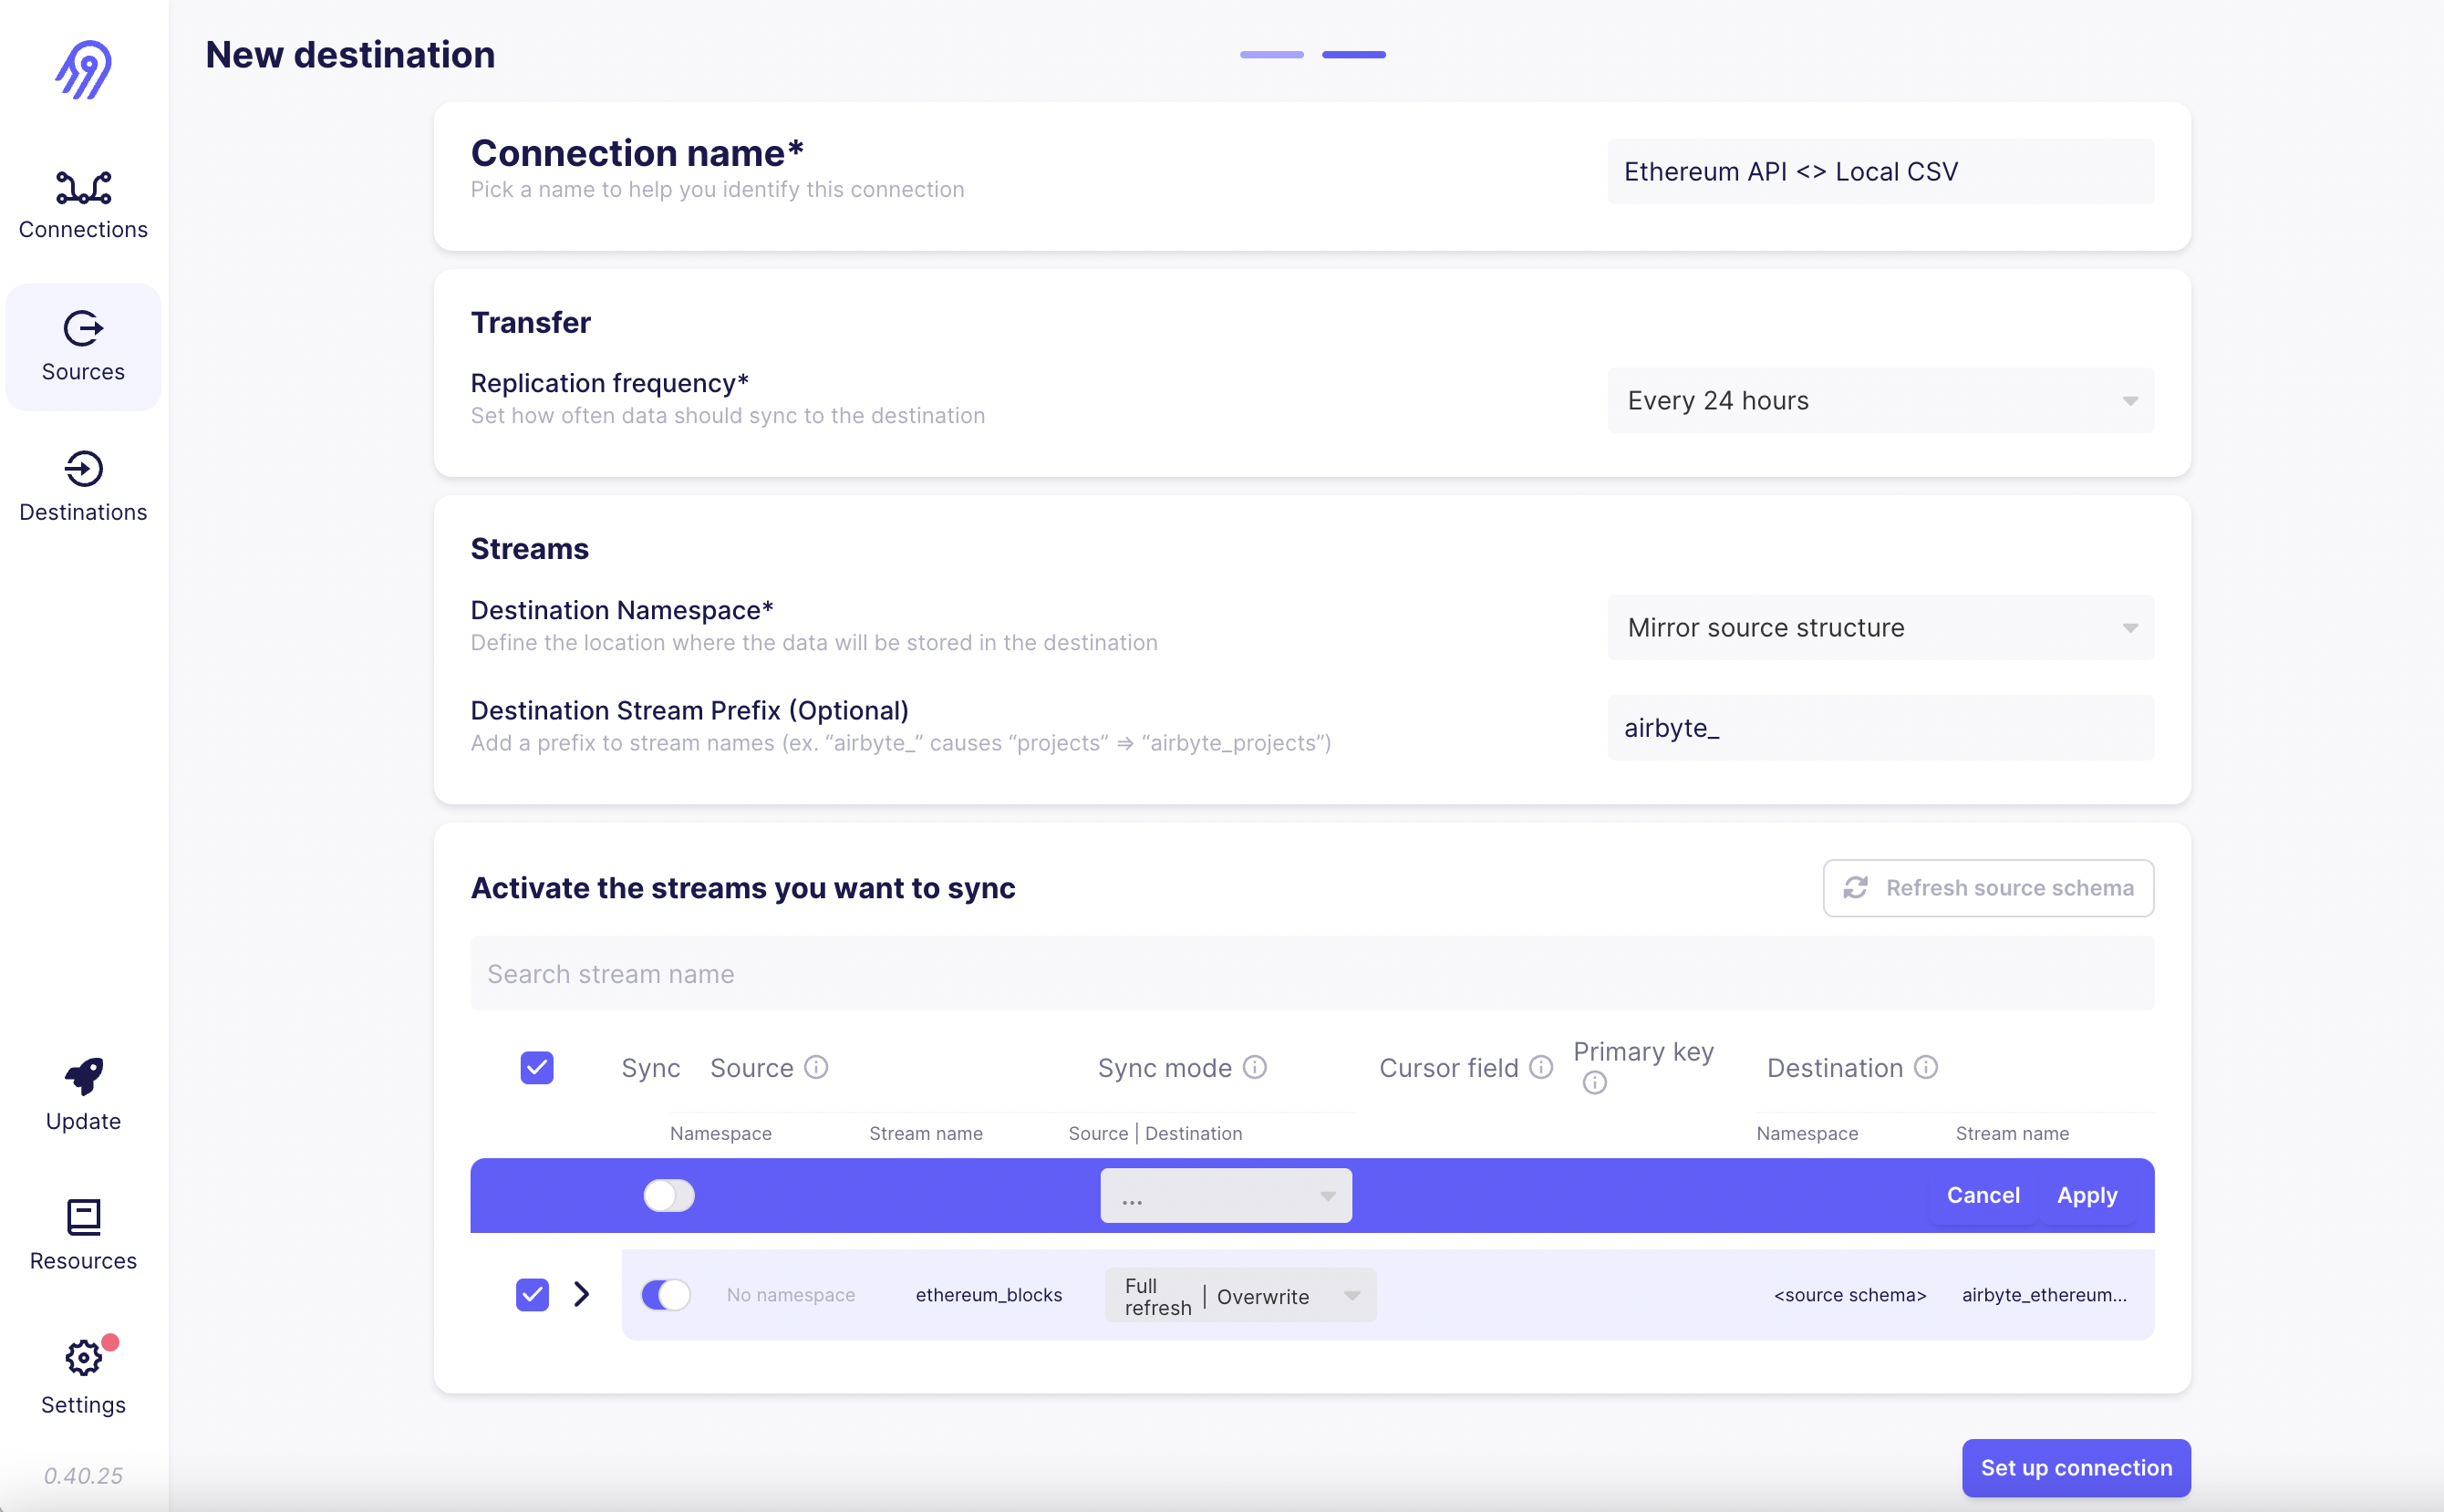 New destination
Connections
Sources
Destinations
Update
Resources
Settings
0.40.25
Connection name*
Pick a name to help you identify this connection
Ethereum API <> Local CSV
Transfer
Replication frequency*
Set how often data should sync to the destination
Every 24 hours
Streams
Destination Namespace*
Define the location where the data will be stored in the destination
Mirror source structure
Destination Stream Prefix (Optional)
Add a prefix to stream names (ex. “airbyte_” causes “projects” => “airbyte_projects”)
airbyte_
Activate the streams you want to sync
Refresh source schema
Search stream name
Sync Source Sync mode Cursor field Primary key Destination
Namespace Stream name Source | Destination Namespace Stream name
... Cancel Apply
No namespace ethereum_blocks Full refresh | Overwrite <source schema> airbyte_ethereum...
Set up connection